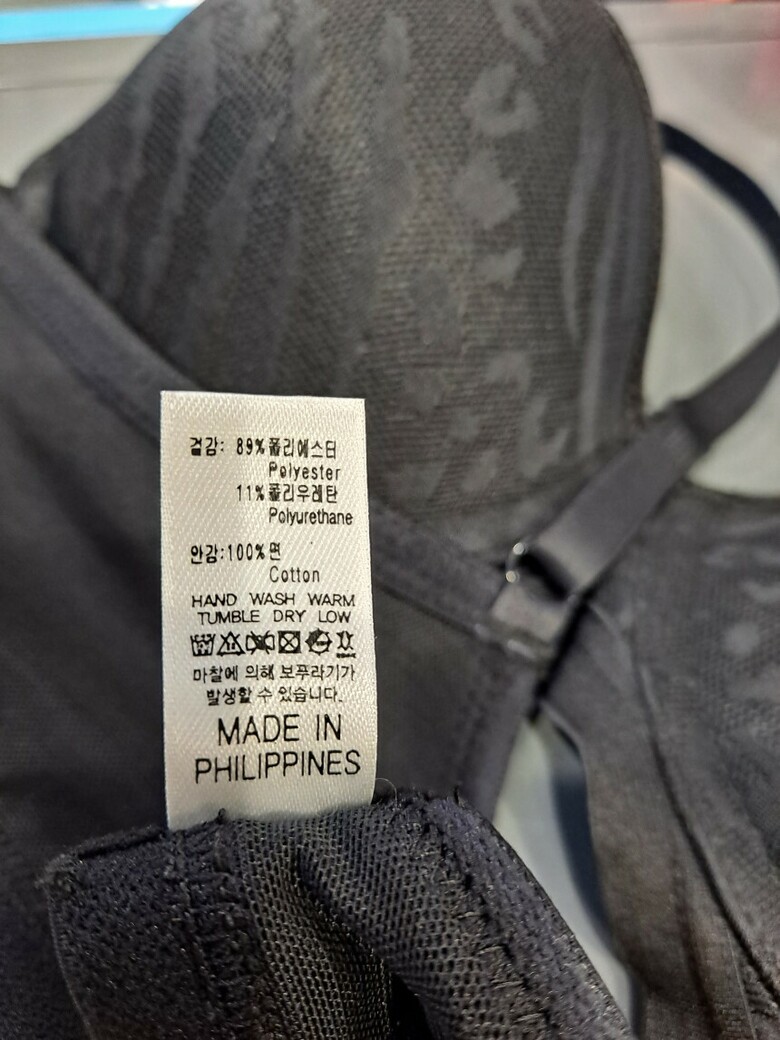 겉감: 89%폴리에스터
Polyester
11%폴리우레탄
Polyurethane
안감:100%면
Cotton
HAND WASH WARM
TUMBLE DRY LOW
마찰에 의해 보푸라기가
발생할 수 있습니다.
MADE IN
PHILIPPINES